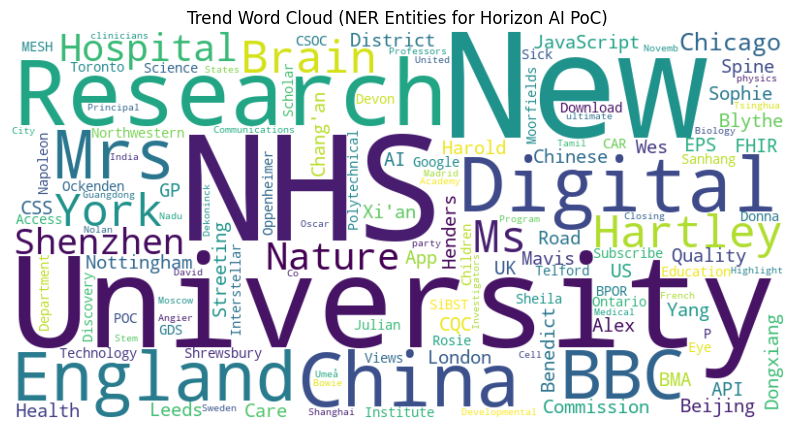 Trend Word Cloud (NER Entities for Horizon AI PoC)
MESH
clinicians
Hospital
Brain
CSOC
District
New
JavaScript
Chicago
Toronto
States
Science
Scholar
Devon
Professors
United
Sick
Moorfields
Novemb
Spine
physics
Research
Principal
Download
Sophie
Tsinghua
City
Northwestern
Communications
Chang'an
Polytechnical
ultimate
Biology
Blythe
Napoleon
India
Mrs
NHS
AI
Google
Harold
Tamil
CAR
Wes
EPS
FHIR
Madrid
Academy
Chinese
Sanhang
Ockenden
GP
Oppenheimer
Digital
CSS
Guangdong
York
Xi'an
Access
Nadu
Dekoninck
Oscar
Program
Closing
Donna
Nolan
party
Henders
Ms
Road
Hartley
Shenzhen
Streeting
Nature
App
Children
Investigators
Mavis
UK
Subscribe
Quality
Department
Nottingham
Interstellar
David
Co
US
Telford
Education
Highlight
Discovery
University
Moscow
SiBST
Sheila
BPOR
French
POC
Stem
Angier
Julian
CQC
Ontario
Medical
Yang
GDS
Rosie
Alex
P
Technology
Shrewsbury
Views
London
Benedict
Cell
Eye
Dongxiang
England
China
BBC
Umeå
Bowie
BMA
API
Health
Leeds
Sweden
Care
Shanghai
Institute
Developmental
Commission
Beijing